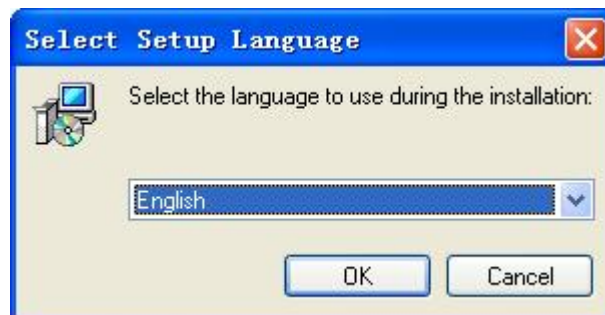 Select Setup Language
Select the language to use during the installation:
English
OK
Cancel